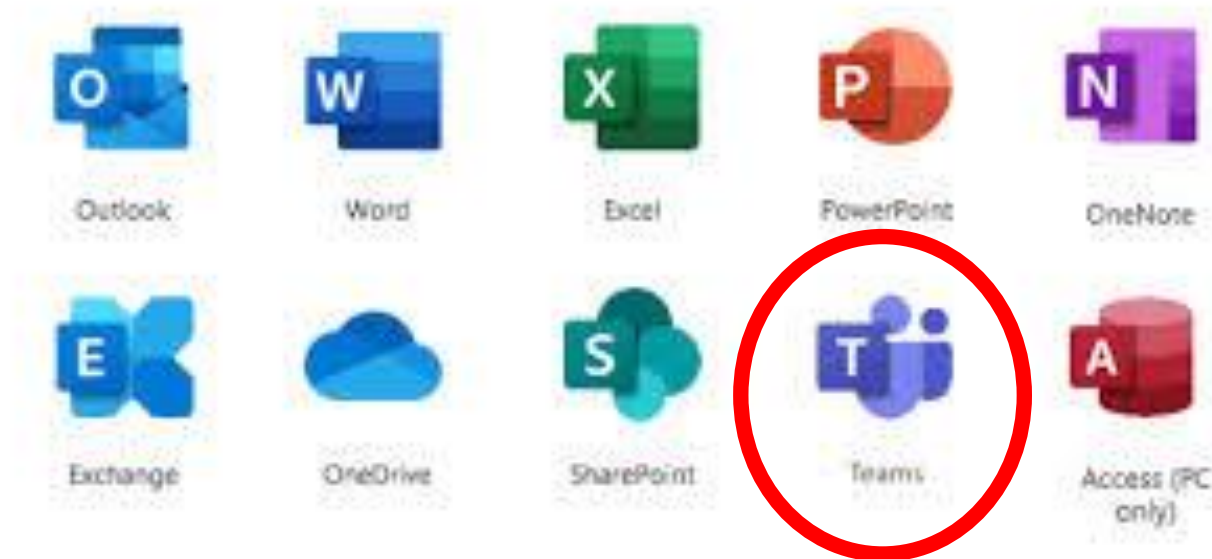 O W X P N
Outlook Word Excel PowerPoint OneNote
E S T A
Exchange OneDrive SharePoint Teams Access (PC
only)